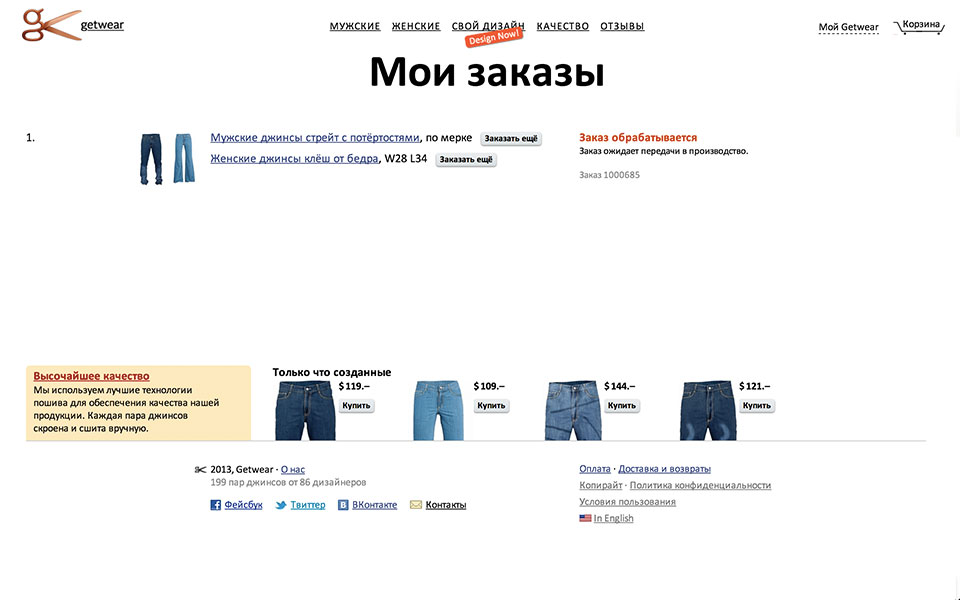 getwear
МУЖСКИЕ ЖЕНСКИЕ СВОЙ ДИЗАЙН КАЧЕСТВО ОТЗЫВЫ
Design Now!
Мой Getwear
Корзина
Мои заказы
1.
Мужские джинсы стрейт с потёртостями, по мерке Заказать ещё
Женские джинсы клёш от бедра, W28 L34 Заказать ещё
Заказ обрабатывается
Заказ ожидает передачи в производство.
Заказ 1000685
Высочайшее качество
Мы используем лучшие технологии
пошива для обеспечения качества нашей
продукции. Каждая пара джинсов
скроена и сшита вручную.
Только что созданные
$119.– $109.– $144.– $121.–
Купить Купить Купить Купить
2013, Getwear · О нас
199 пар джинсов от 86 дизайнеров
Фейсбук Твиттер ВКонтакте Контакты
Оплата · Доставка и возвраты
Копирайт · Политика конфиденциальности
Условия пользования
In English